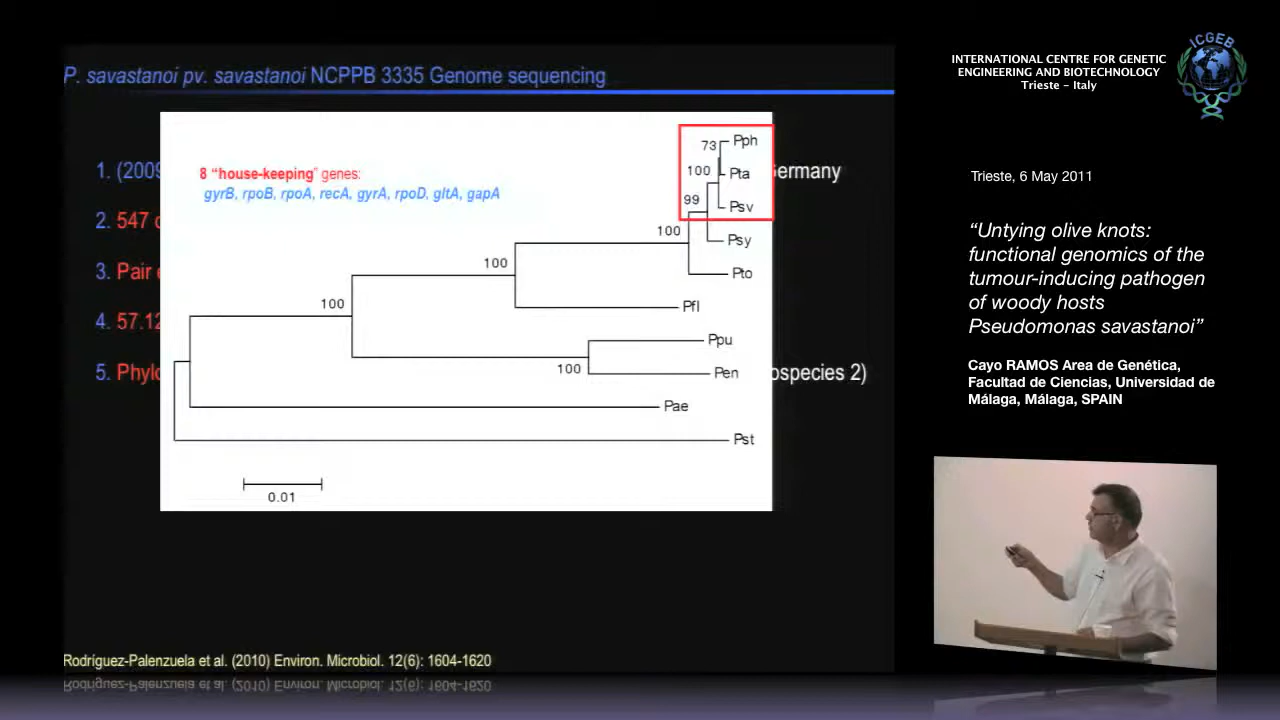 P. savastanoi pv. savastanoi NCPPB 3335 Genome sequencing
1. (2009
ermany
2. 547
3. Pair
4. 57.12
5. Phylo
ospecies 2)
8 “house-keeping” genes:
gyrB, rpoB, rpoA, recA, gyrA, rpoD, gltA, gapA
73
Pph
100
Pta
99
Psv
100
Psy
Pto
100
Pfl
100
Ppu
100
Pen
Pae
Pst
0.01
Rodríguez-Palenzuela et al. (2010) Environ. Microbiol. 12(6): 1604-1620
INTERNATIONAL CENTRE FOR GENETIC
ENGINEERING AND BIOTECHNOLOGY
Trieste – Italy
ICGEB
Trieste, 6 May 2011
“Untying olive knots:
functional genomics of the
tumour-inducing pathogen
of woody hosts
Pseudomonas savastanoi”
Cayo RAMOS Area de Genética,
Facultad de Ciencias, Universidad de
Málaga, Málaga, SPAIN